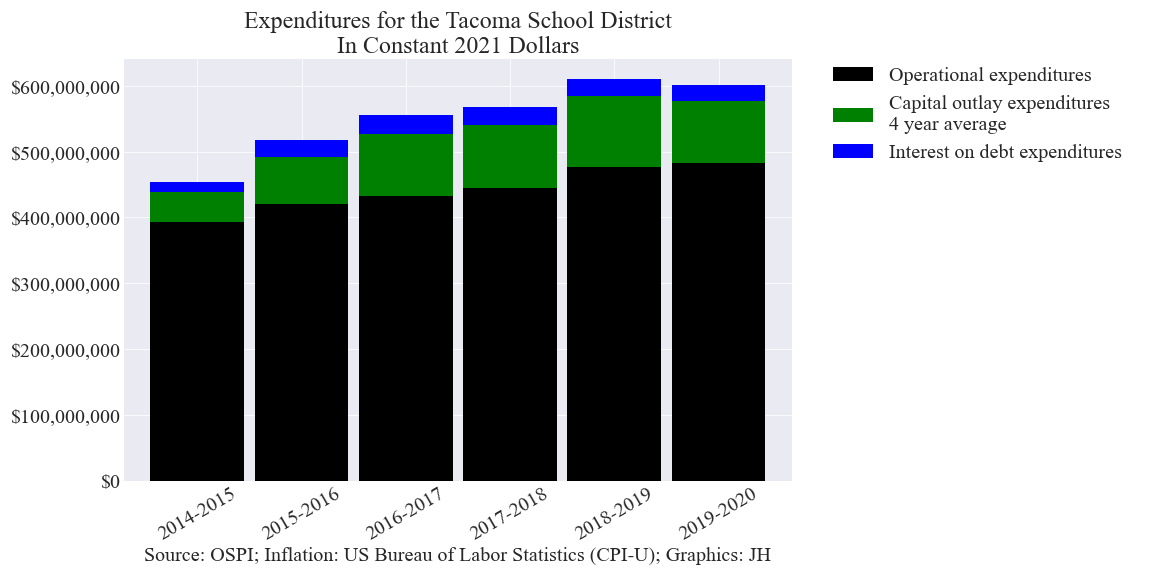 Expenditures for the Tacoma School District
In Constant 2021 Dollars
$600,000,000
$500,000,000
$400,000,000
$300,000,000
$200,000,000
$100,000,000
$0
2014-2015
2015-2016
2016-2017
2017-2018
2018-2019
2019-2020
Source: OSPI; Inflation: US Bureau of Labor Statistics (CPI-U); Graphics: JH
Operational expenditures
Capital outlay expenditures
4 year average
Interest on debt expenditures